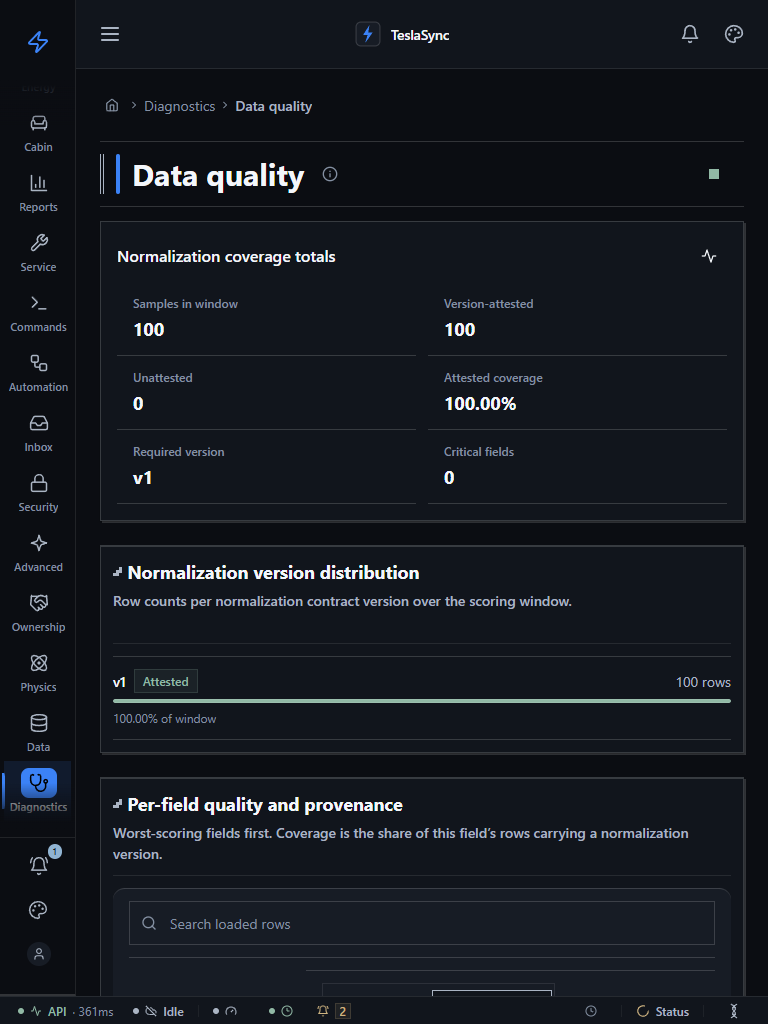 TeslaSync
Diagnostics
Data quality
Cabin
Reports
Service
Commands
Automation
Inbox
Security
Advanced
Ownership
Physics
Data
Diagnostics
1
Data quality
Normalization coverage totals
Samples in window
100
Version-attested
100
Unattested
0
Attested coverage
100.00%
Required version
v1
Critical fields
0
Normalization version distribution
Row counts per normalization contract version over the scoring window.
v1 Attested 100 rows
100.00% of window
Per-field quality and provenance
Worst-scoring fields first. Coverage is the share of this field's rows carrying a normalization
version.
Search loaded rows
API · 361ms Idle 2 Status